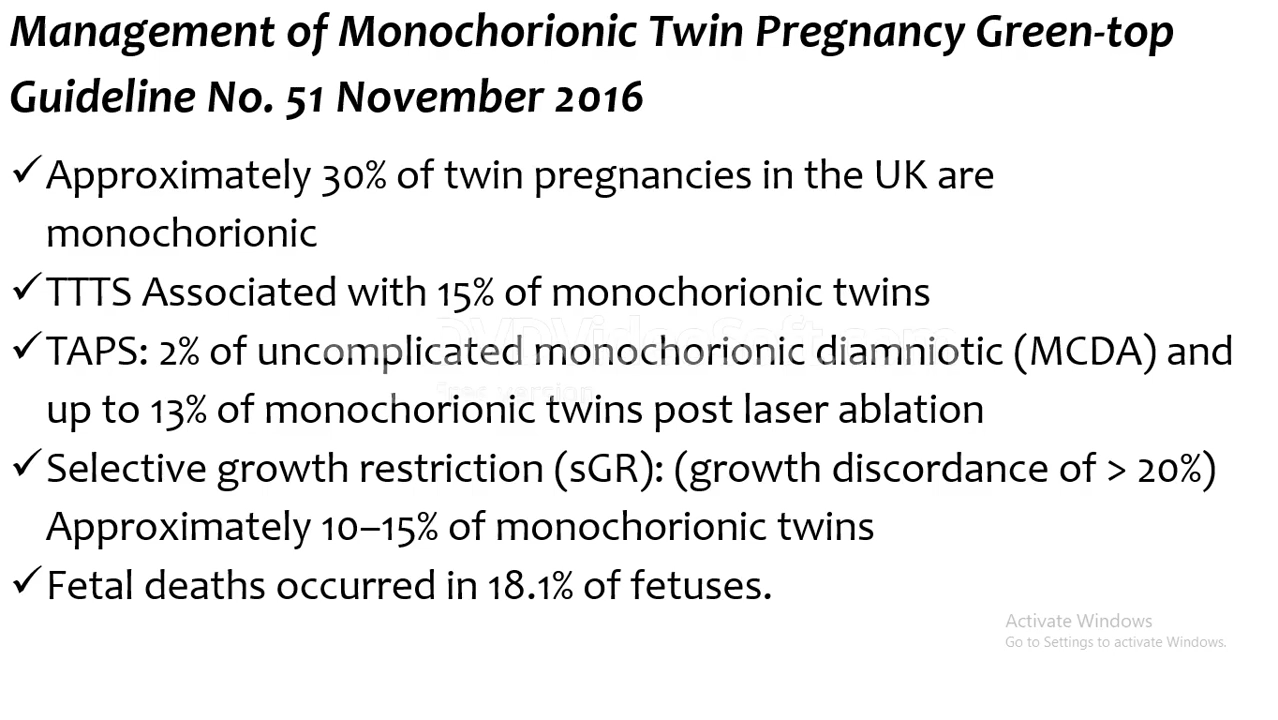 Management of Monochorionic Twin Pregnancy Green-top
Guideline No. 51 November 2016
✓Approximately 30% of twin pregnancies in the UK are
monochorionic
✓TTTS Associated with 15% of monochorionic twins
✓TAPS: 2% of uncomplicated monochorionic diamniotic (MCDA) and
up to 13% of monochorionic twins post laser ablation
✓Selective growth restriction (sGR): (growth discordance of > 20%)
Approximately 10–15% of monochorionic twins
✓Fetal deaths occurred in 18.1% of fetuses.
DVDVideoSoft.com
Free version
Activate Windows
Go to Settings to activate Windows.